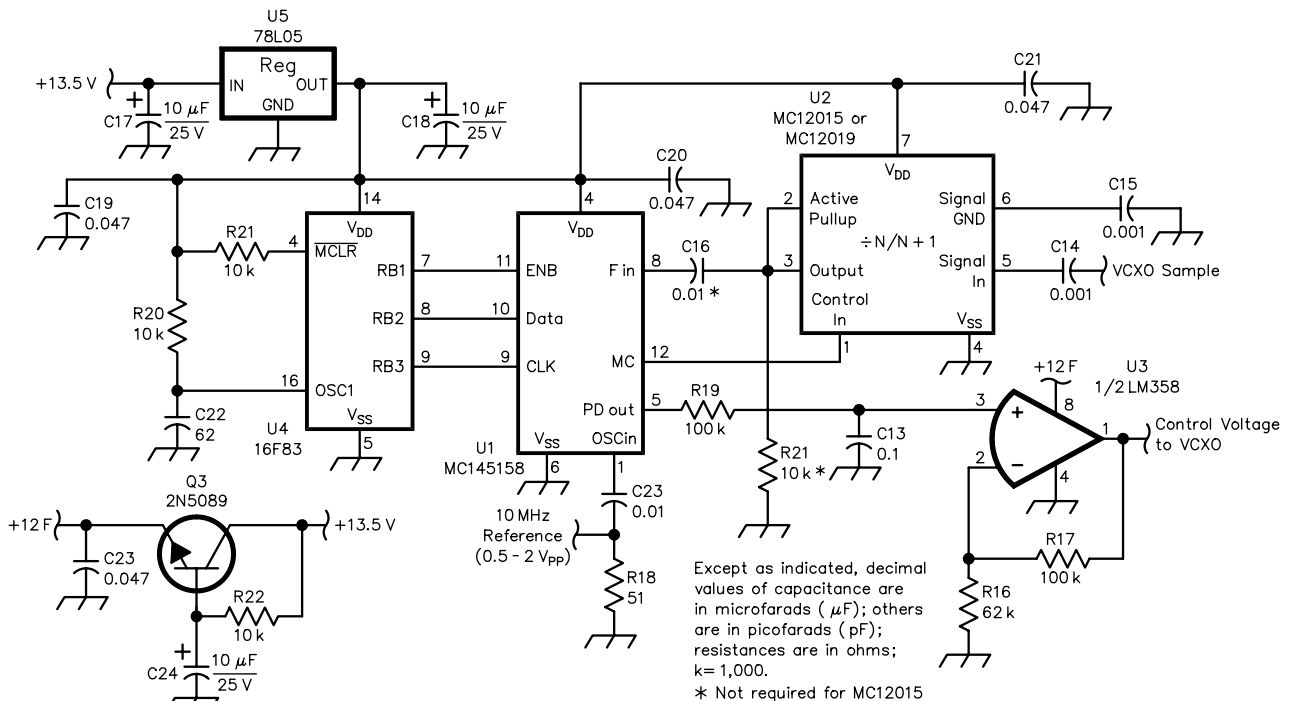 U5
78L05
Reg
IN
OUT
GND
+13.5 V
+
C17
10 µF
25 V
+
C18
10 µF
25 V
C21
0.047
U2
MC12015 or
MC12019
7
VDD
2
Active
Pullup
Signal
GND
6
C15
0.001
÷N/N + 1
3
Output
Signal
In
5
C14
0.001
VCXO Sample
Control
In
1
VSS
4
C19
0.047
C20
0.047
14
VDD
4
VDD
R21
10 k
4
MCLR
R20
10 k
RB1
7
11
ENB
F in
8
C16
0.01 *
RB2
8
10
Data
RB3
9
9
CLK
MC
12
16
OSC1
C22
62
VSS
5
U4
16F83
PD out
5
R19
100 k
OSCin
VSS
6
1
U1
MC145158
C13
0.1
R21
10 k *
+12 F
U3
1/2 LM358
3
+
8
1
2
−
4
Control Voltage
to VCXO
R17
100 k
R16
62 k
C23
0.01
10 MHz
Reference
(0.5 - 2 VPP)
R18
51
Q3
2N5089
+12 F
+13.5 V
C23
0.047
R22
10 k
+
C24
10 µF
25 V
Except as indicated, decimal
values of capacitance are
in microfarads ( µF); others
are in picofarads ( pF);
resistances are in ohms;
k= 1,000.
* Not required for MC12015